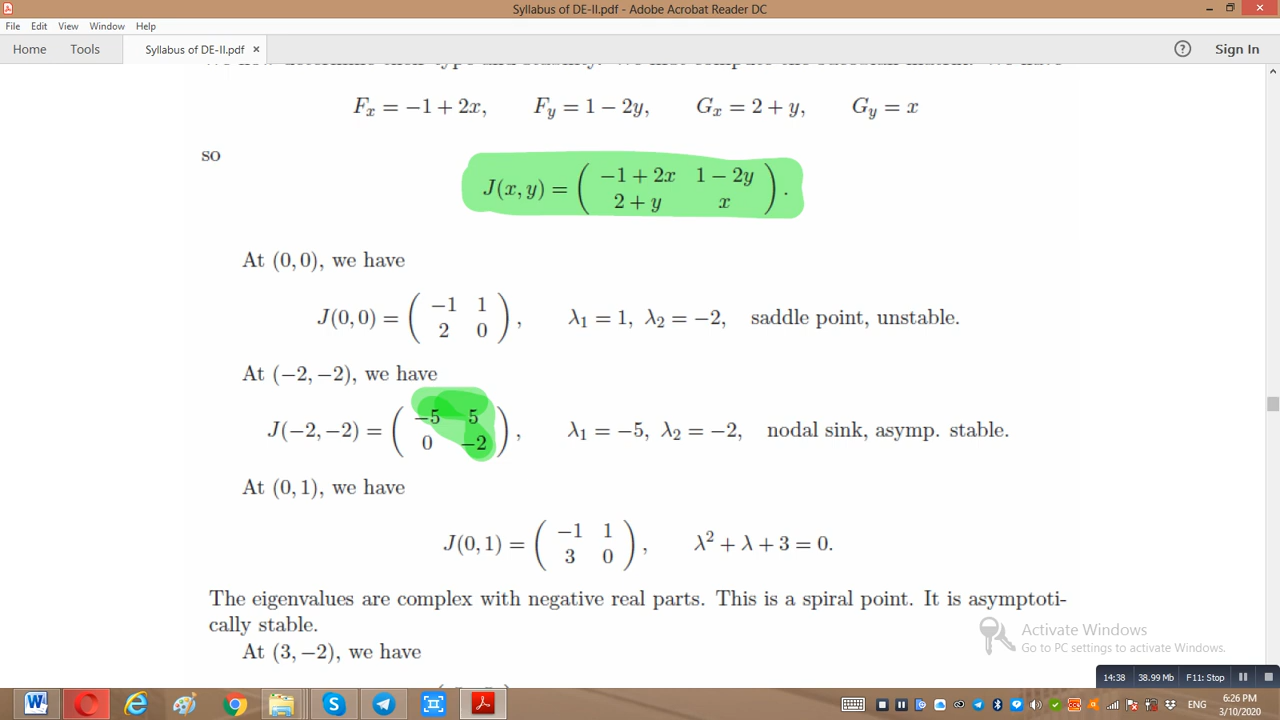 Syllabus of DE-II.pdf - Adobe Acrobat Reader DC
File Edit View Window Help
Home Tools Syllabus of DE-II.pdf × ? Sign In
F_x = −1 + 2x, F_y = 1 − 2y, G_x = 2 + y, G_y = x
so
J(x, y) = ( −1 + 2x 1 − 2y
2 + y x ) .
At (0, 0), we have
J(0, 0) = ( −1 1
2 0 ) , λ₁ = 1, λ₂ = −2, saddle point, unstable.
At (−2, −2), we have
J(−2, −2) = ( −5 5
0 −2 ) , λ₁ = −5, λ₂ = −2, nodal sink, asymp. stable.
At (0, 1), we have
J(0, 1) = ( −1 1
3 0 ) , λ² + λ + 3 = 0.
The eigenvalues are complex with negative real parts. This is a spiral point. It is asymptoti-
cally stable.
At (3, −2), we have
Activate Windows
Go to PC settings to activate Windows.
14:38 38.99 Mb F11: Stop
ENG
6:26 PM
3/10/2020